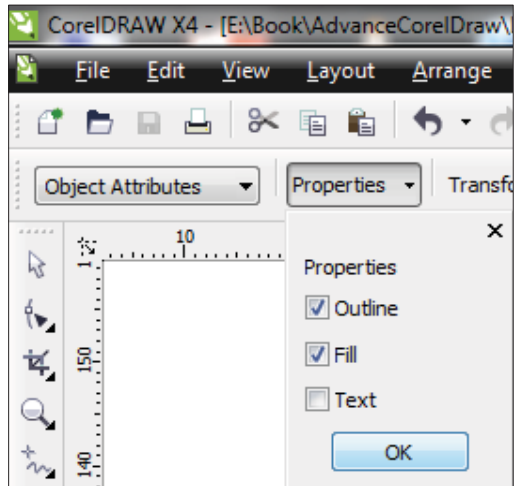 CorelDRAW X4 - [E:\Book\AdvanceCorelDraw\
File Edit View Layout Arrange
Object Attributes Properties Transfo
10
Properties
Outline
150
Fill
Text
OK
140